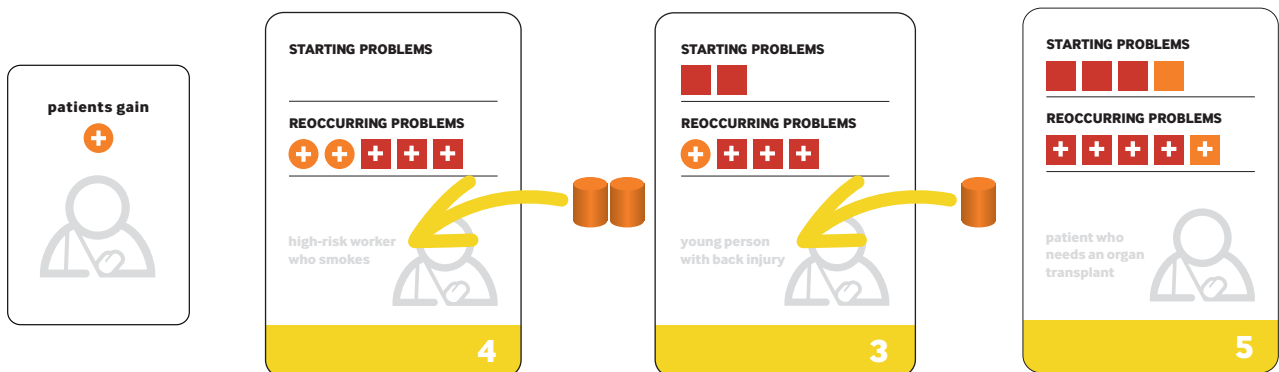 patients gain
STARTING PROBLEMS
REOCCURRING PROBLEMS
high-risk worker
who smokes
4
STARTING PROBLEMS
REOCCURRING PROBLEMS
young person
with back injury
3
STARTING PROBLEMS
REOCCURRING PROBLEMS
patient who
needs an organ
transplant
5